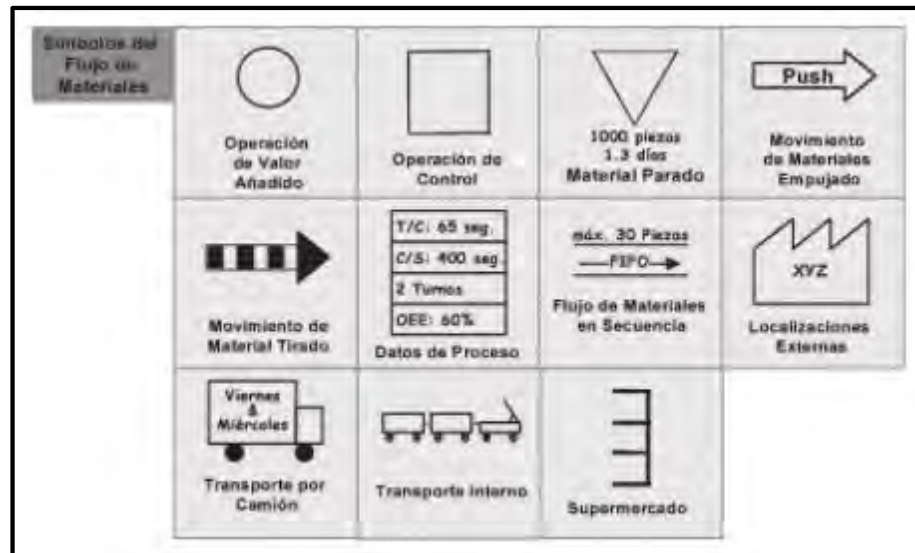 Símbolos del
Flujo de
Materiales
Operación
de Valor
Añadido
Operación de
Control
1000 piezas
1.3 días
Material Parado
Push
Movimiento
de Materiales
Empujado
Movimiento de
Material Tirado
T/C: 65 seg.
C/S: 400 seg
2 Turnos
OEE: 60%
Datos de Proceso
máx. 30 Piezas
FIFO
Flujo de Materiales
en Secuencia
XYZ
Localizaciones
Externas
Viernes
&
Miércoles
Transporte por
Camión
Transporte Interno
Supermercado